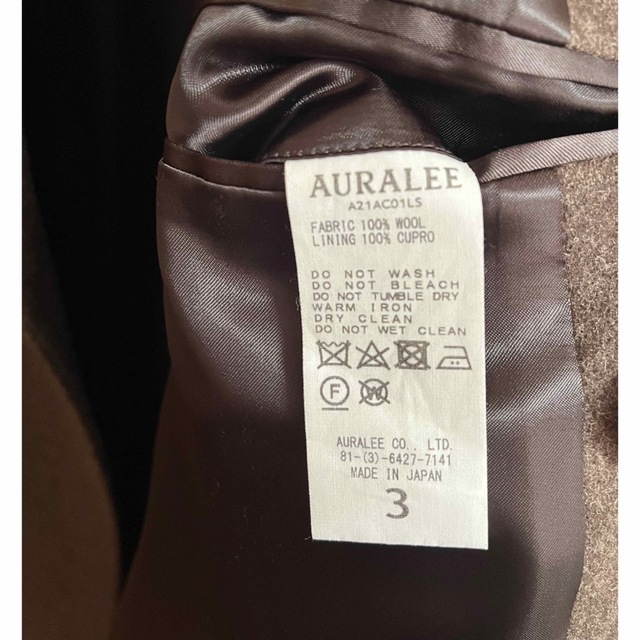 AURALEE
A21AC01LS
FABRIC 100% WOOL
LINING 100% CUPRO
DO NOT WASH
DO NOT BLEACH
DO NOT TUMBLE DRY
WARM IRON
DRY CLEAN
DO NOT WET CLEAN
F W
AURALEE CO., LTD.
81-(3)-6427-7141
MADE IN JAPAN
3